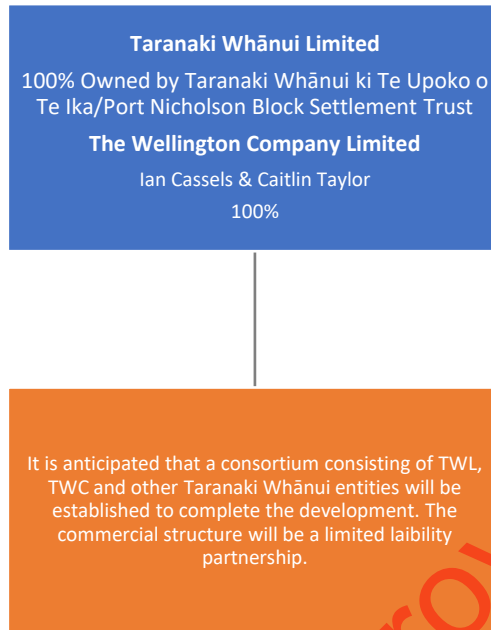 Taranaki Whānui Limited
100% Owned by Taranaki Whānui ki Te Upoko o
Te Ika/Port Nicholson Block Settlement Trust
The Wellington Company Limited
Ian Cassels & Caitlin Taylor
100%
It is anticipated that a consortium consisting of TWL,
TWC and other Taranaki Whānui entities will be
established to complete the development. The
commercial structure will be a limited laibility
partnership.